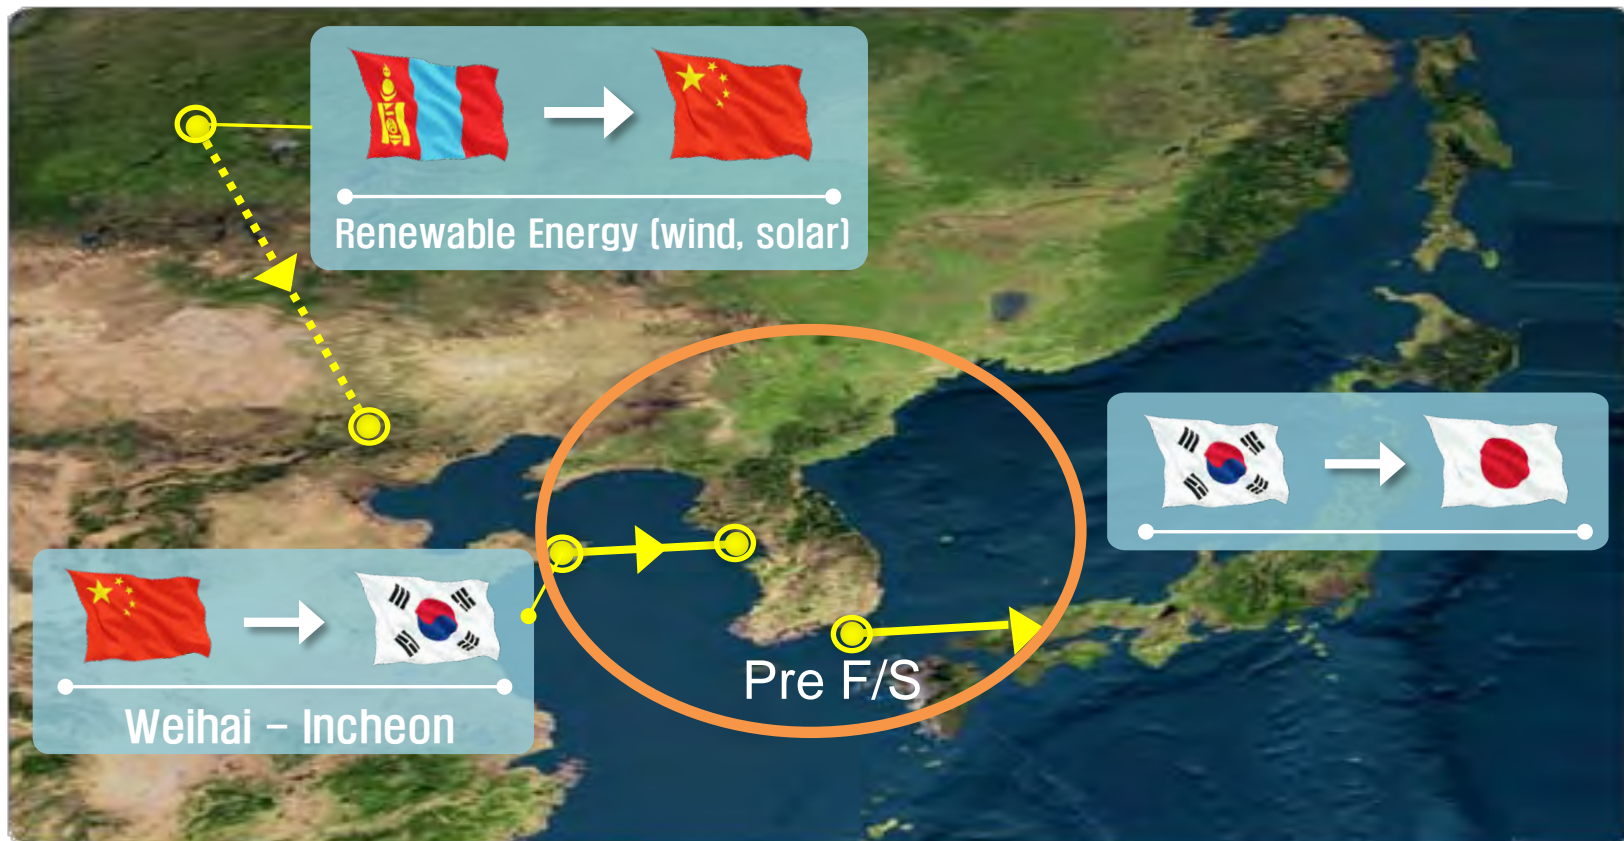 Renewable Energy (wind, solar)
Weihai – Incheon
Pre F/S